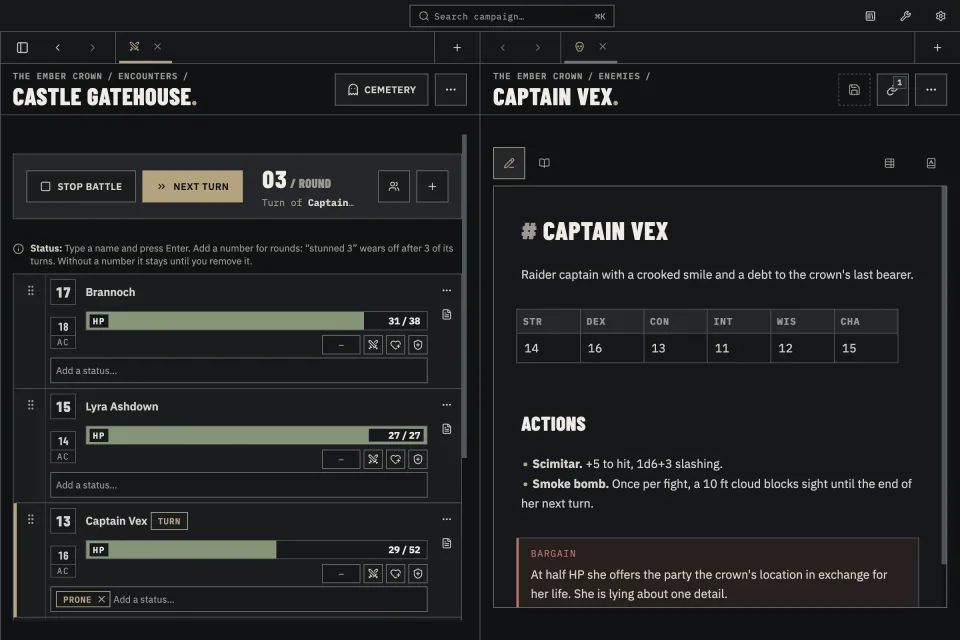 Search campaign… ⌘K
THE EMBER CROWN / ENCOUNTERS /
CASTLE GATEHOUSE.
CEMETERY
STOP BATTLE
NEXT TURN
03 / ROUND
Turn of Captain…
Status: Type a name and press Enter. Add a number for rounds: “stunned 3” wears off after 3 of its
turns. Without a number it stays until you remove it.
17 Brannoch
18 AC
HP 31 / 38
–
Add a status…
15 Lyra Ashdown
14 AC
HP 27 / 27
–
Add a status…
13 Captain Vex TURN
16 AC
HP 29 / 52
–
PRONE Add a status…
THE EMBER CROWN / ENEMIES /
CAPTAIN VEX.
1
# CAPTAIN VEX
Raider captain with a crooked smile and a debt to the crown's last bearer.
STR DEX CON INT WIS CHA
14 16 13 11 12 15
ACTIONS
• Scimitar. +5 to hit, 1d6+3 slashing.
• Smoke bomb. Once per fight, a 10 ft cloud blocks sight until the end of
her next turn.
BARGAIN
At half HP she offers the party the crown's location in exchange for
her life. She is lying about one detail.